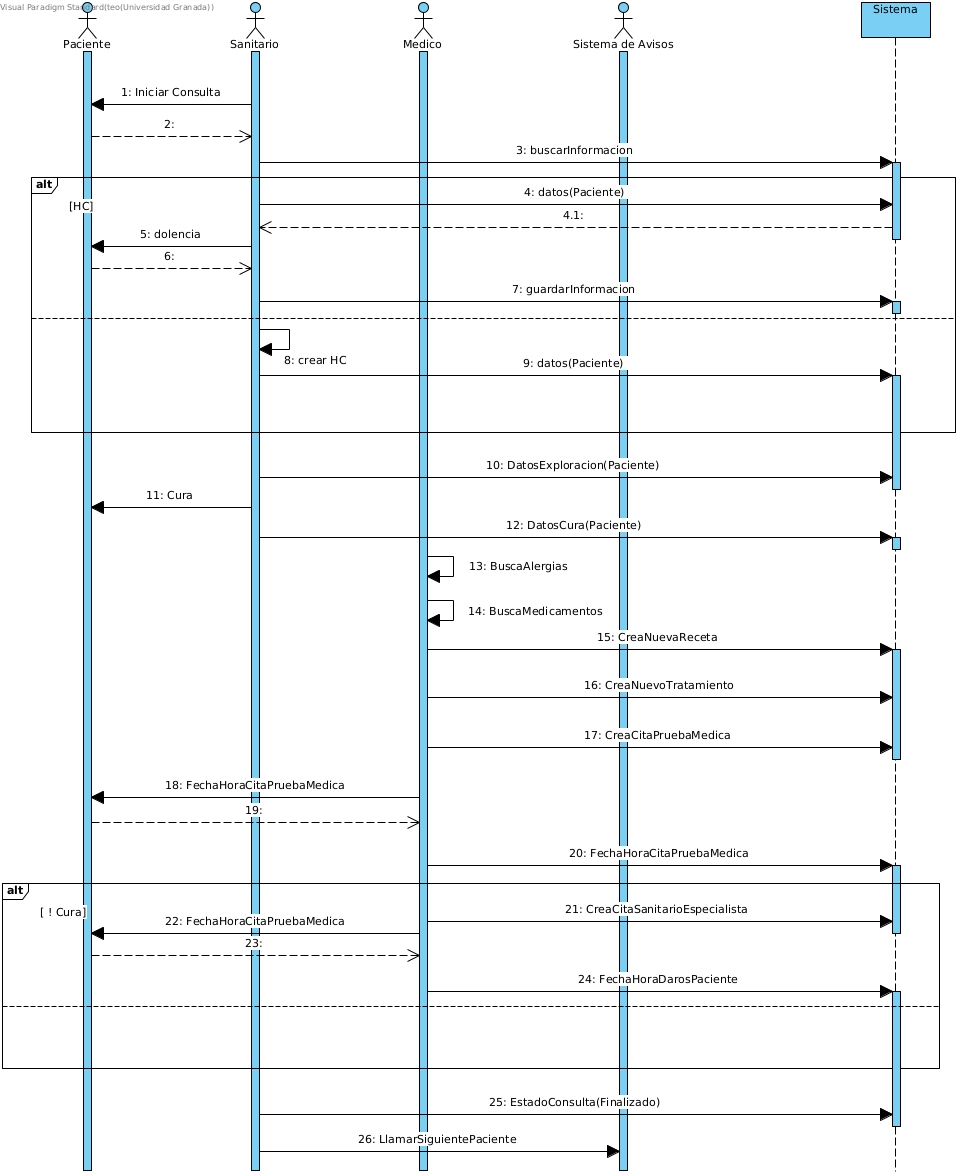 Visual Paradigm Standard(teo(Universidad Granada))
Sistema
Paciente
Sanitario
Medico
Sistema de Avisos
1: Iniciar Consulta
2:
3: buscarInformacion
alt
4: datos(Paciente)
[HC]
4.1:
5: dolencia
6:
7: guardarInformacion
8: crear HC
9: datos(Paciente)
10: DatosExploracion(Paciente)
11: Cura
12: DatosCura(Paciente)
13: BuscaAlergias
14: BuscaMedicamentos
15: CreaNuevaReceta
16: CreaNuevoTratamiento
17: CreaCitaPruebaMedica
18: FechaHoraCitaPruebaMedica
19:
20: FechaHoraCitaPruebaMedica
alt
[ ! Cura]
21: CreaCitaSanitarioEspecialista
22: FechaHoraCitaPruebaMedica
23:
24: FechaHoraDarosPaciente
25: EstadoConsulta(Finalizado)
26: LlamarSiguientePaciente